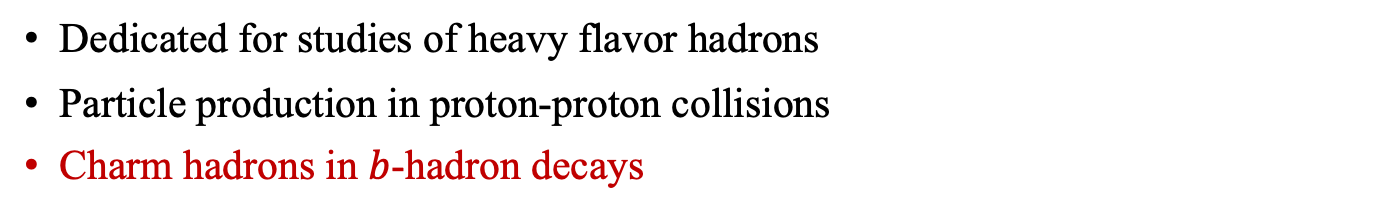 • Dedicated for studies of heavy flavor hadrons
• Particle production in proton-proton collisions
• Charm hadrons in b-hadron decays